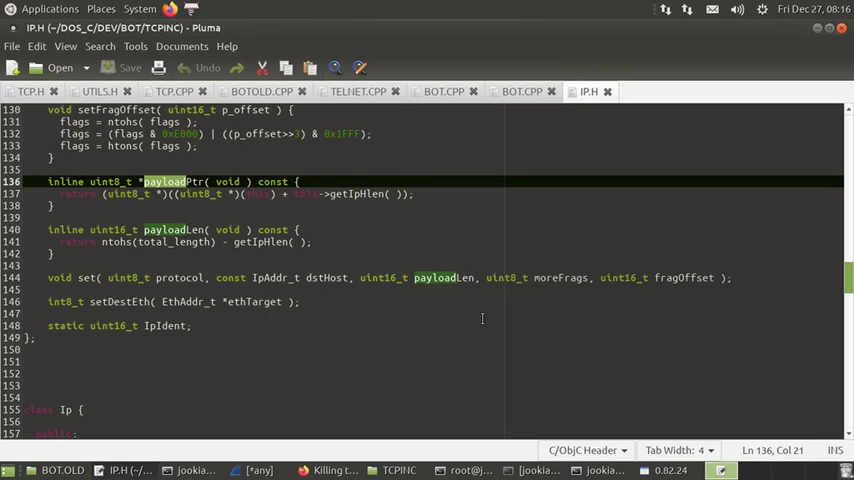 Applications Places System Fri Dec 27, 08:16
IP.H (~/DOS_C/DEV/BOT/TCPINC) - Pluma
File Edit View Search Tools Documents Help
Open Save Undo
TCP.H UTILS.H TCP.CPP BOTOLD.CPP TELNET.CPP BOT.CPP BOT.CPP IP.H
130 void setFragOffset( uint16_t p_offset ) {
131 flags = ntohs( flags );
132 flags = (flags & 0xE000) | ((p_offset>>3) & 0x1FFF);
133 flags = htons( flags );
134 }
135
136 inline uint8_t *payloadPtr( void ) const {
137 return (uint8_t *)((uint8_t *)(this) + this->getIpHlen( ));
138 }
139
140 inline uint16_t payloadLen( void ) const {
141 return ntohs(total_length) - getIpHlen( );
142 }
143
144 void set( uint8_t protocol, const IpAddr_t dstHost, uint16_t payloadLen, uint8_t moreFrags, uint16_t fragOffset );
145
146 int8_t setDestEth( EthAddr_t *ethTarget );
147
148 static uint16_t IpIdent;
149 };
150
151
152
153
154
155 class Ip {
156
157 public:
C/ObjC Header Tab Width: 4 Ln 136, Col 21 INS
BOT.OLD IP.H (~/... jookia... [*any] Killing t... TCPINC root@j... [jookia... jookia... 0.82.24